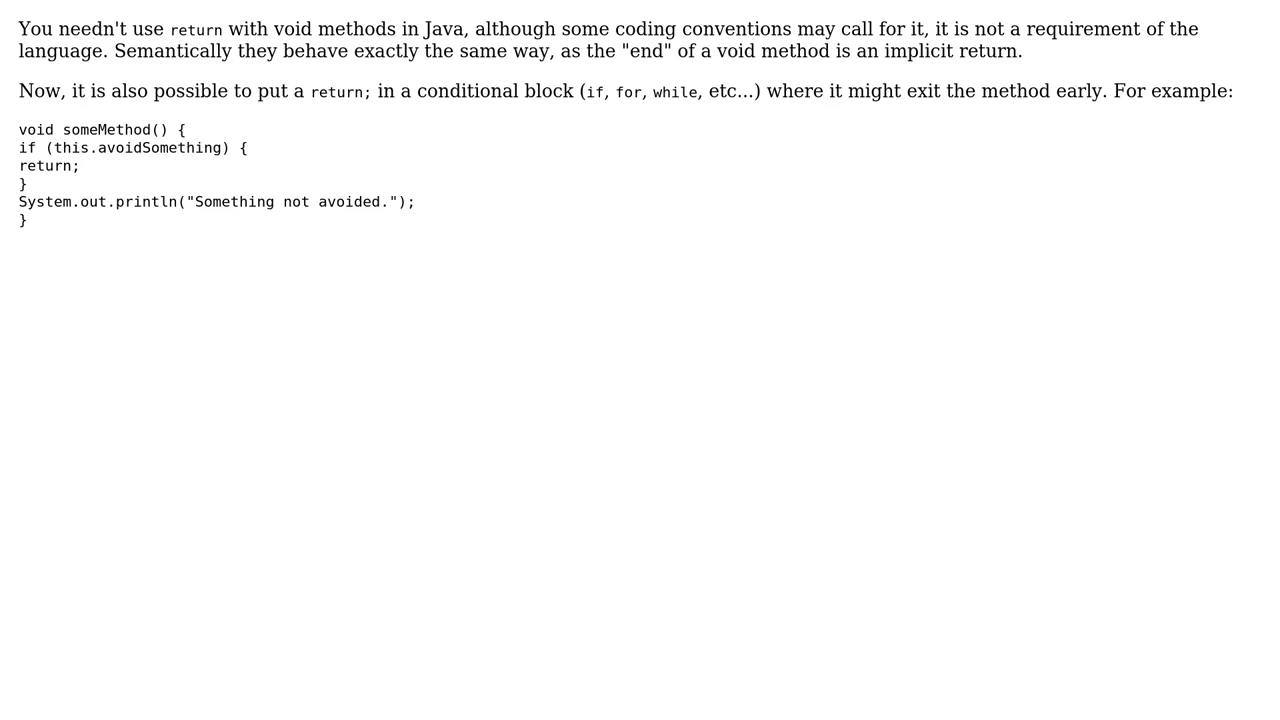 You needn't use return with void methods in Java, although some coding conventions may call for it, it is not a requirement of the
language. Semantically they behave exactly the same way, as the "end" of a void method is an implicit return.
Now, it is also possible to put a return; in a conditional block (if, for, while, etc...) where it might exit the method early. For example:
void someMethod() {
if (this.avoidSomething) {
return;
}
System.out.println("Something not avoided.");
}